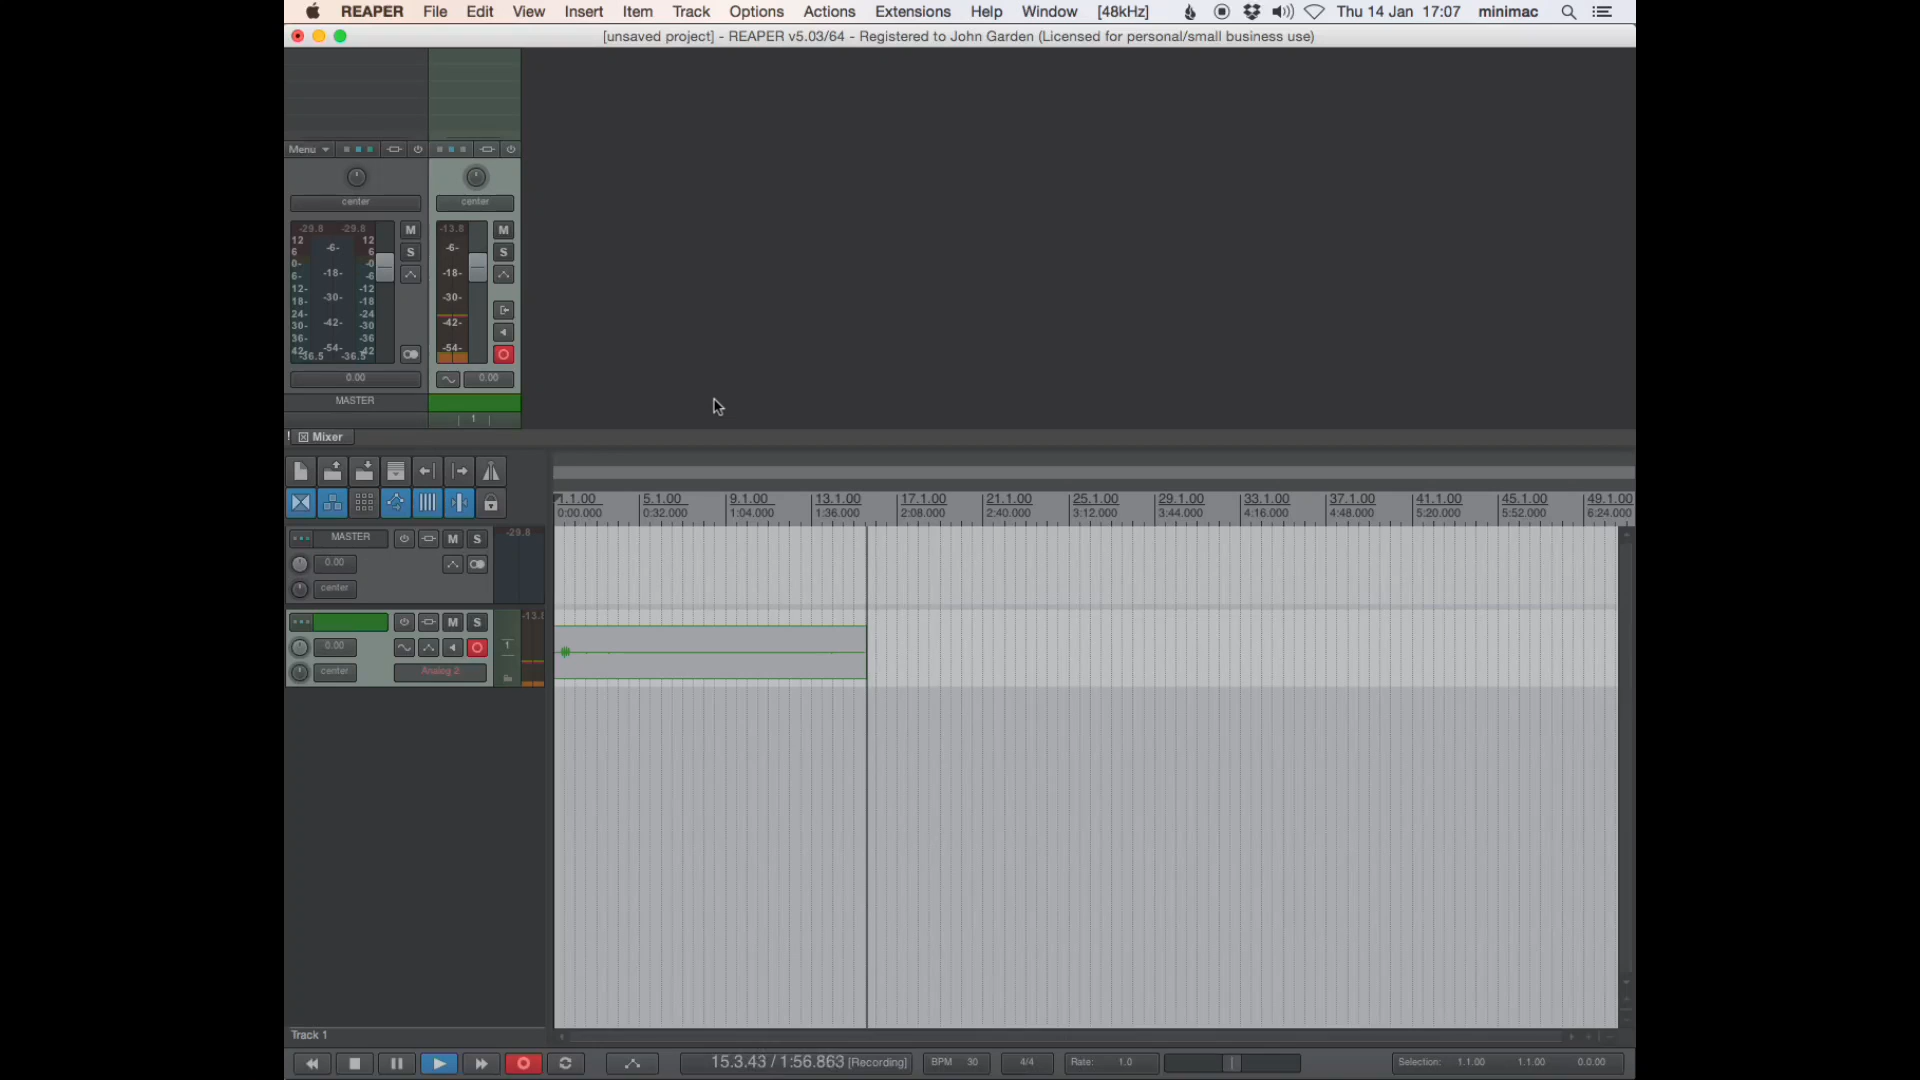 REAPER File Edit View Insert Item Track Options Actions Extensions Help Window [48kHz] Thu 14 Jan 17:07 minimac
[unsaved project] - REAPER v5.03/64 - Registered to John Garden (Licensed for personal/small business use)
Menu
center center
-29.8 -29.8 -13.8
M M
S S
12 12
6 -6- 6 -6-
0- -0
6- -18- -6 -18-
12- -12
18- -30- -18 -30-
24- -24
30- -42- -30 -42-
36- -36
42- -54- -42 -54-
-36.5 -36.5
0.00 0.00
MASTER
1
Mixer
1.1.00 5.1.00 9.1.00 13.1.00 17.1.00 21.1.00 25.1.00 29.1.00 33.1.00 37.1.00 41.1.00 45.1.00 49.1.00
0:00.000 0:32.000 1:04.000 1:36.000 2:08.000 2:40.000 3:12.000 3:44.000 4:16.000 4:48.000 5:20.000 5:52.000 6:24.000
MASTER M S -29.8
0.00
center
M S -13.8
0.00 1
center Analog 2
Track 1
15.3.43 / 1:56.863 [Recording] BPM 30 4/4 Rate: 1.0 Selection: 1.1.00 1.1.00 0.0.00